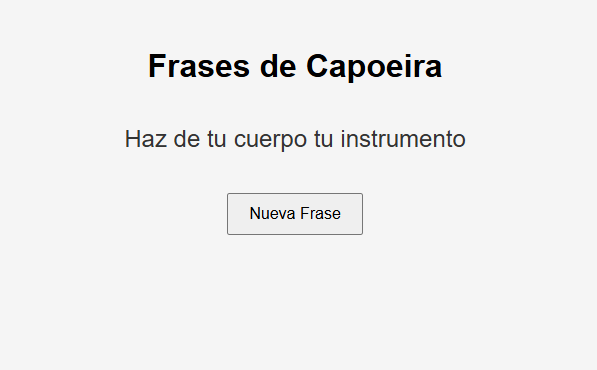 Frases de Capoeira
Haz de tu cuerpo tu instrumento
Nueva Frase